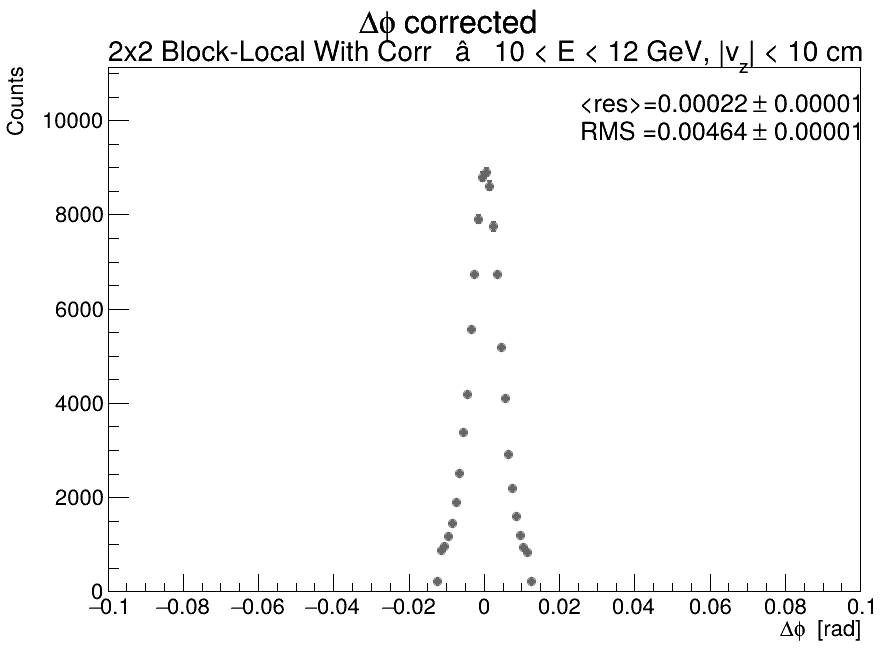 Δϕ corrected
2x2 Block-Local With Corr â 10 < E < 12 GeV, |v_z| < 10 cm
<res>=0.00022 ± 0.00001
RMS =0.00464 ± 0.00001
Counts
10000
8000
6000
4000
2000
0
−0.1 −0.08 −0.06 −0.04 −0.02 0 0.02 0.04 0.06 0.08 0.1
Δϕ [rad]